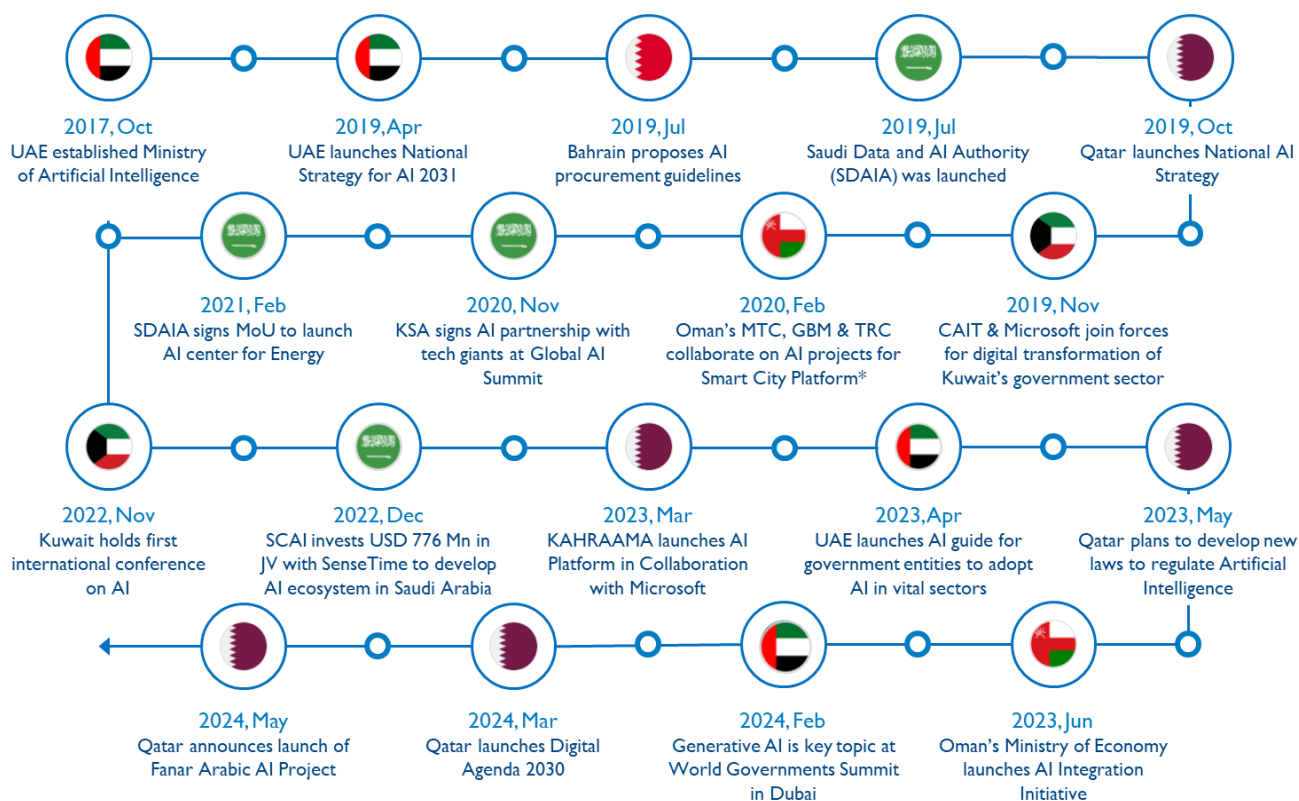 2017, Oct
UAE established Ministry
of Artificial Intelligence
2019,Apr
UAE launches National
Strategy for AI 2031
2019, Jul
Bahrain proposes AI
procurement guidelines
2019, Jul
Saudi Data and AI Authority
(SDAIA) was launched
2019, Oct
Qatar launches National AI
Strategy
2021, Feb
SDAIA signs MoU to launch
AI center for Energy
2020, Nov
KSA signs AI partnership with
tech giants at Global AI
Summit
2020, Feb
Oman's MTC, GBM & TRC
collaborate on AI projects for
Smart City Platform*
2019, Nov
CAIT & Microsoft join forces
for digital transformation of
Kuwait's government sector
2022, Nov
Kuwait holds first
international conference
on AI
2022, Dec
SCAI invests USD 776 Mn in
JV with SenseTime to develop
AI ecosystem in Saudi Arabia
2023, Mar
KAHRAAMA launches AI
Platform in Collaboration
with Microsoft
2023,Apr
UAE launches AI guide for
government entities to adopt
AI in vital sectors
2023, May
Qatar plans to develop new
laws to regulate Artificial
Intelligence
2024, May
Qatar announces launch of
Fanar Arabic AI Project
2024, Mar
Qatar launches Digital
Agenda 2030
2024, Feb
Generative AI is key topic at
World Governments Summit
in Dubai
2023, Jun
Oman's Ministry of Economy
launches AI Integration
Initiative